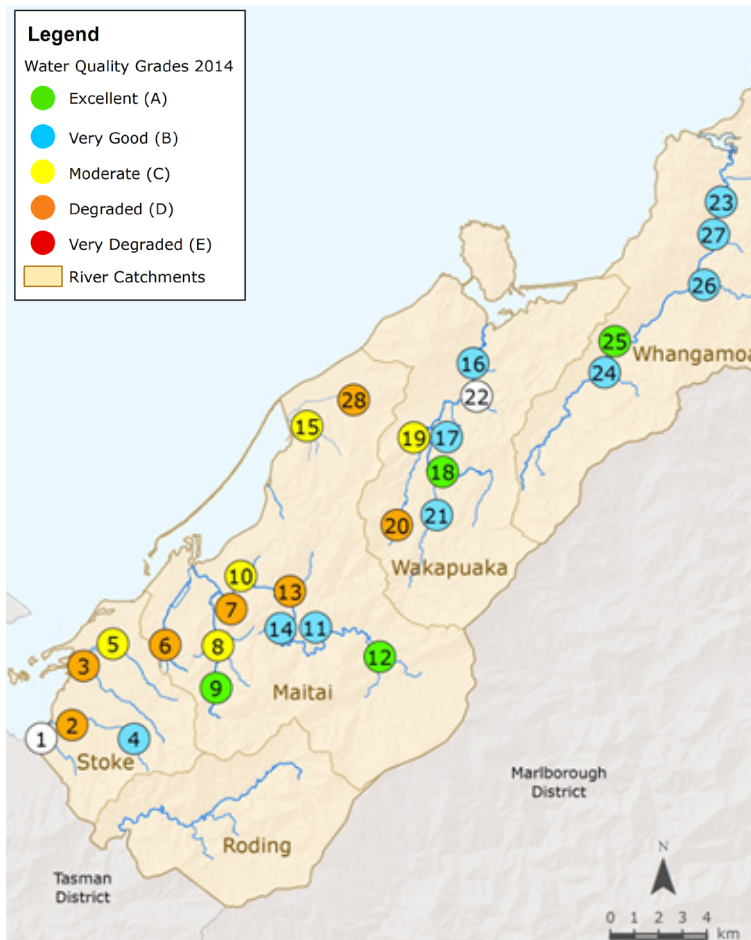 Legend
Water Quality Grades 2014
Excellent (A)
Very Good (B)
Moderate (C)
Degraded (D)
Very Degraded (E)
River Catchments
23
27
26
25
Whangamoa
24
16
22
28
15
19
17
18
20
21
Wakapuaka
10
13
7
14
11
5
6
8
12
3
9
Maitai
2
1
4
Stoke
Marlborough
District
Roding
Tasman
District
N
0 1 2 3 4
km